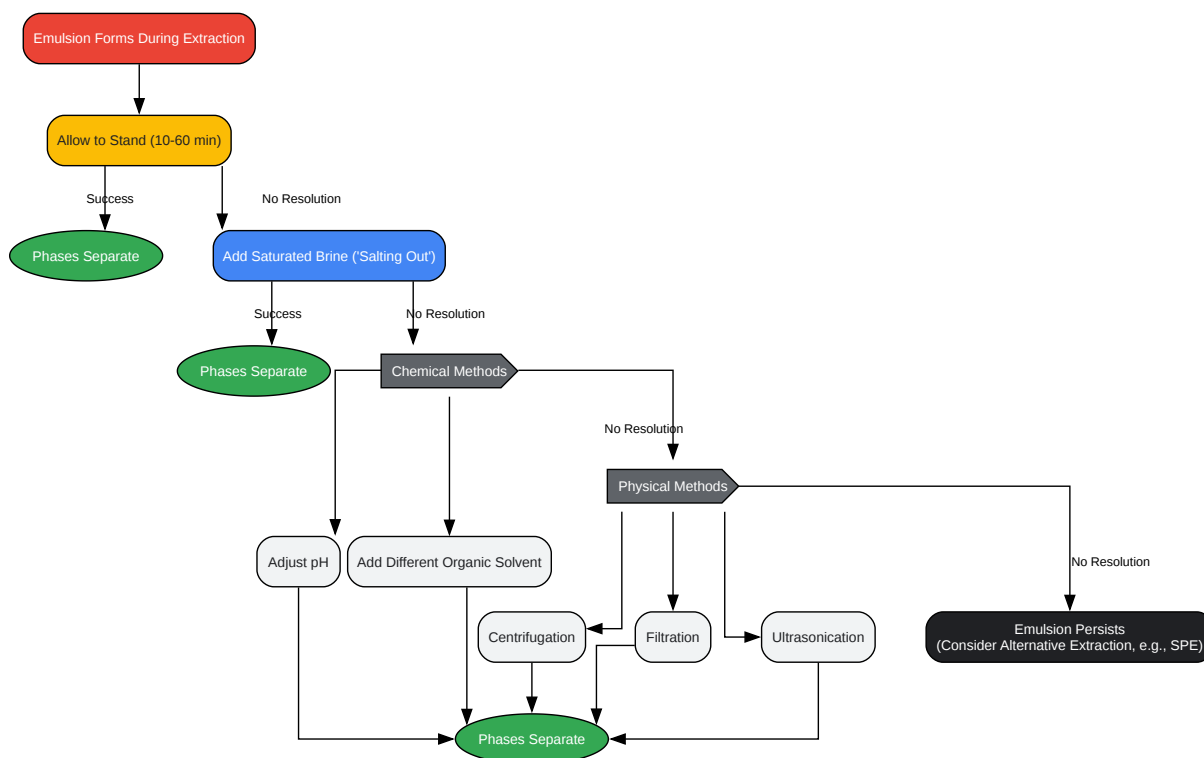 Emulsion Forms During Extraction
Allow to Stand (10-60 min)
Success
No Resolution
Phases Separate
Add Saturated Brine ('Salting Out')
Success
No Resolution
Phases Separate
Chemical Methods
No Resolution
Physical Methods
Adjust pH
Add Different Organic Solvent
No Resolution
Centrifugation
Filtration
Ultrasonication
Emulsion Persists
(Consider Alternative Extraction, e.g., SPE)
Phases Separate